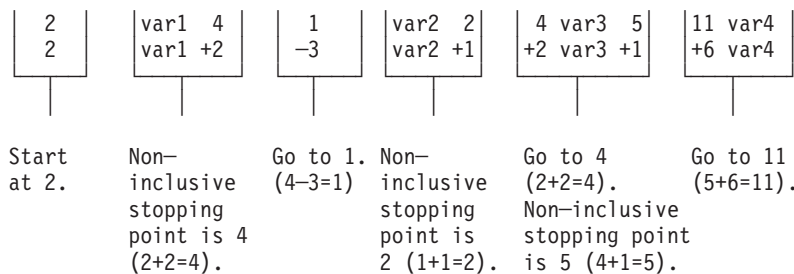 2 var1 4 1 var2 2 4 var3 5 11 var4
2 var1 +2 –3 var2 +1 +2 var3 +1 +6 var4
Start Non– Go to 1. Non– Go to 4 Go to 11
at 2. inclusive (4–3=1) inclusive (2+2=4). (5+6=11).
stopping stopping Non–inclusive
point is 4 point is stopping point
(2+2=4). 2 (1+1=2). is 5 (4+1=5).